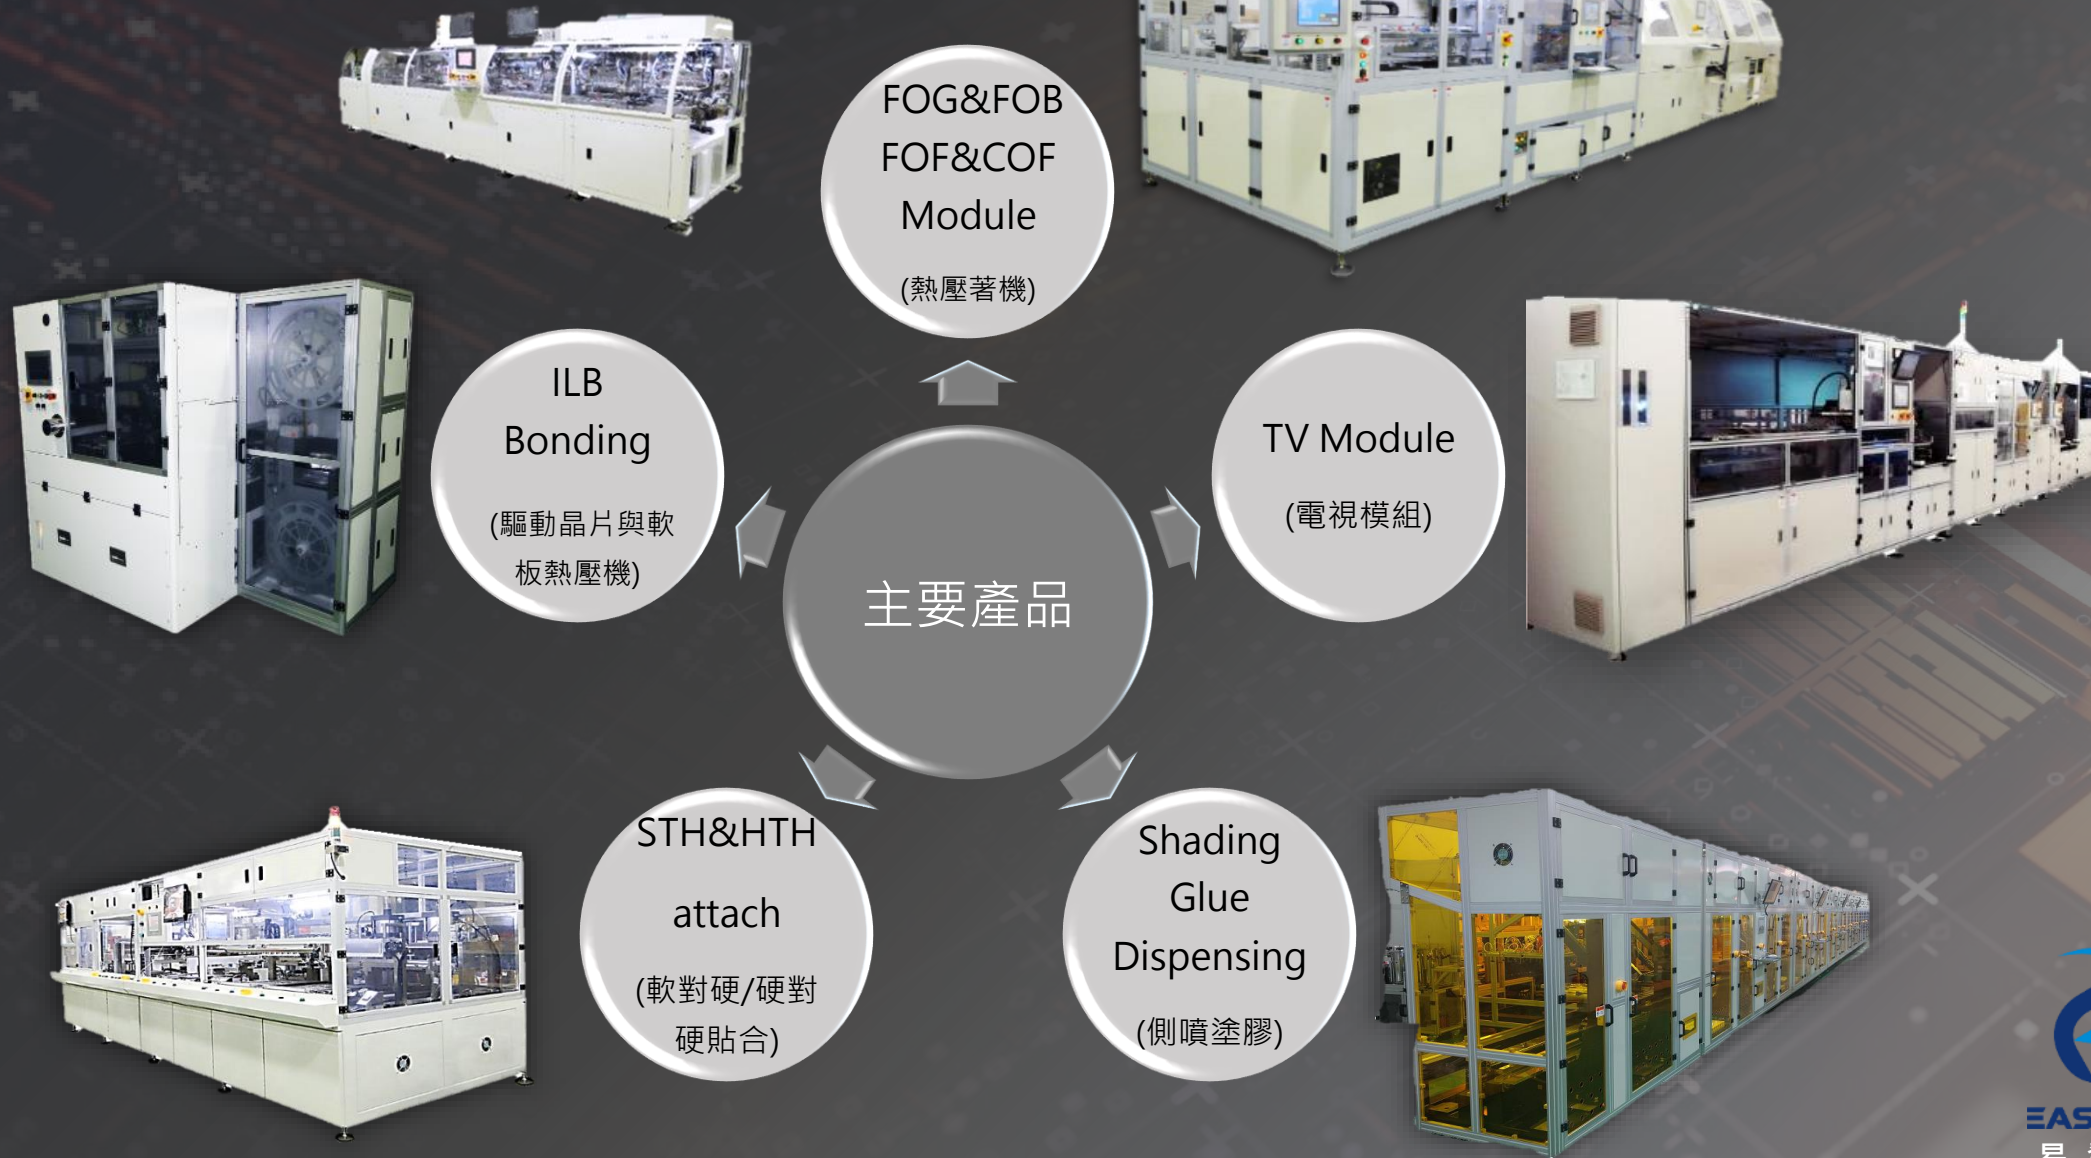 FOG&FOB
FOF&COF
Module
(熱壓著機)
ILB
Bonding
(驅動晶片與軟
板熱壓機)
TV Module
(電視模組)
主要產品
STH&HTH
attach
(軟對硬/硬對
硬貼合)
Shading
Glue
Dispensing
(側噴塗膠)
EAS
易